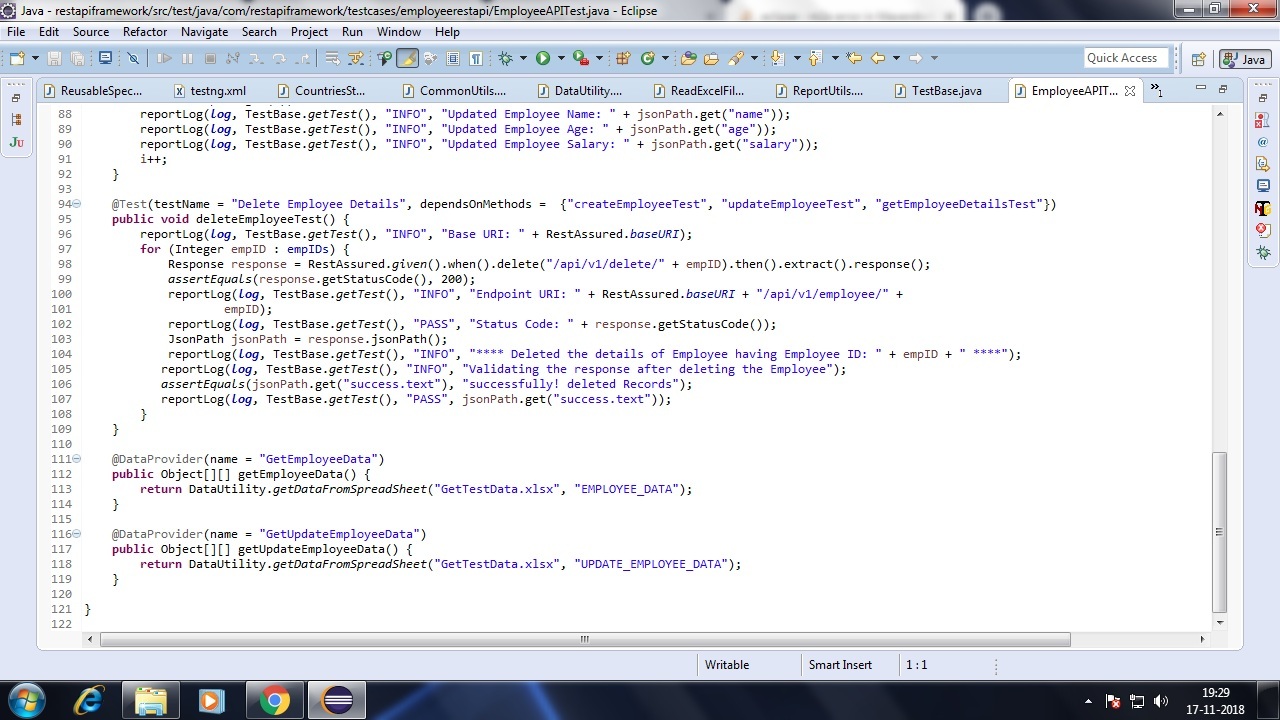 Java - restapiframework/src/test/java/com/restapiframework/testcases/employeerestapi/EmployeeAPITest.java - Eclipse
File Edit Source Refactor Navigate Search Project Run Window Help
Quick Access Java
ReusableSpec... testng.xml CountriesSt... CommonUtils.... DataUtility.... ReadExcelFil... ReportUtils.... TestBase.java EmployeeAPIT... »1
88 reportLog(log, TestBase.getTest(), "INFO", "Updated Employee Name: " + jsonPath.get("name"));
89 reportLog(log, TestBase.getTest(), "INFO", "Updated Employee Age: " + jsonPath.get("age"));
90 reportLog(log, TestBase.getTest(), "INFO", "Updated Employee Salary: " + jsonPath.get("salary"));
91 i++;
92 }
93
94 @Test(testName = "Delete Employee Details", dependsOnMethods = {"createEmployeeTest", "updateEmployeeTest", "getEmployeeDetailsTest"})
95 public void deleteEmployeeTest() {
96 reportLog(log, TestBase.getTest(), "INFO", "Base URI: " + RestAssured.baseURI);
97 for (Integer empID : empIDs) {
98 Response response = RestAssured.given().when().delete("/api/v1/delete/" + empID).then().extract().response();
99 assertEquals(response.getStatusCode(), 200);
100 reportLog(log, TestBase.getTest(), "INFO", "Endpoint URI: " + RestAssured.baseURI + "/api/v1/employee/" +
101 empID);
102 reportLog(log, TestBase.getTest(), "PASS", "Status Code: " + response.getStatusCode());
103 JsonPath jsonPath = response.jsonPath();
104 reportLog(log, TestBase.getTest(), "INFO", "**** Deleted the details of Employee having Employee ID: " + empID + " ****");
105 reportLog(log, TestBase.getTest(), "INFO", "Validating the response after deleting the Employee");
106 assertEquals(jsonPath.get("success.text"), "successfully! deleted Records");
107 reportLog(log, TestBase.getTest(), "PASS", jsonPath.get("success.text"));
108 }
109 }
110
111 @DataProvider(name = "GetEmployeeData")
112 public Object[][] getEmployeeData() {
113 return DataUtility.getDataFromSpreadSheet("GetTestData.xlsx", "EMPLOYEE_DATA");
114 }
115
116 @DataProvider(name = "GetUpdateEmployeeData")
117 public Object[][] getUpdateEmployeeData() {
118 return DataUtility.getDataFromSpreadSheet("GetTestData.xlsx", "UPDATE_EMPLOYEE_DATA");
119 }
120
121 }
122
Writable Smart Insert 1 : 1
19:29
17-11-2018